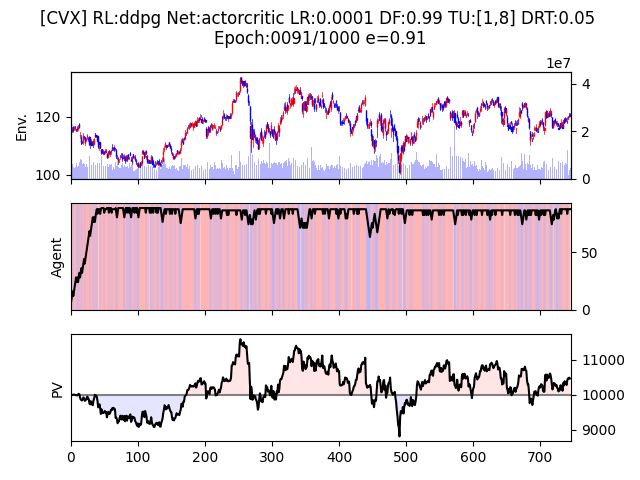 [CVX] RL:ddpg Net:actorcritic LR:0.0001 DF:0.99 TU:[1,8] DRT:0.05
Epoch:0091/1000 e=0.91
1e7
Env.
120
100
4
2
0
Agent
50
0
PV
11000
10000
9000
0 100 200 300 400 500 600 700